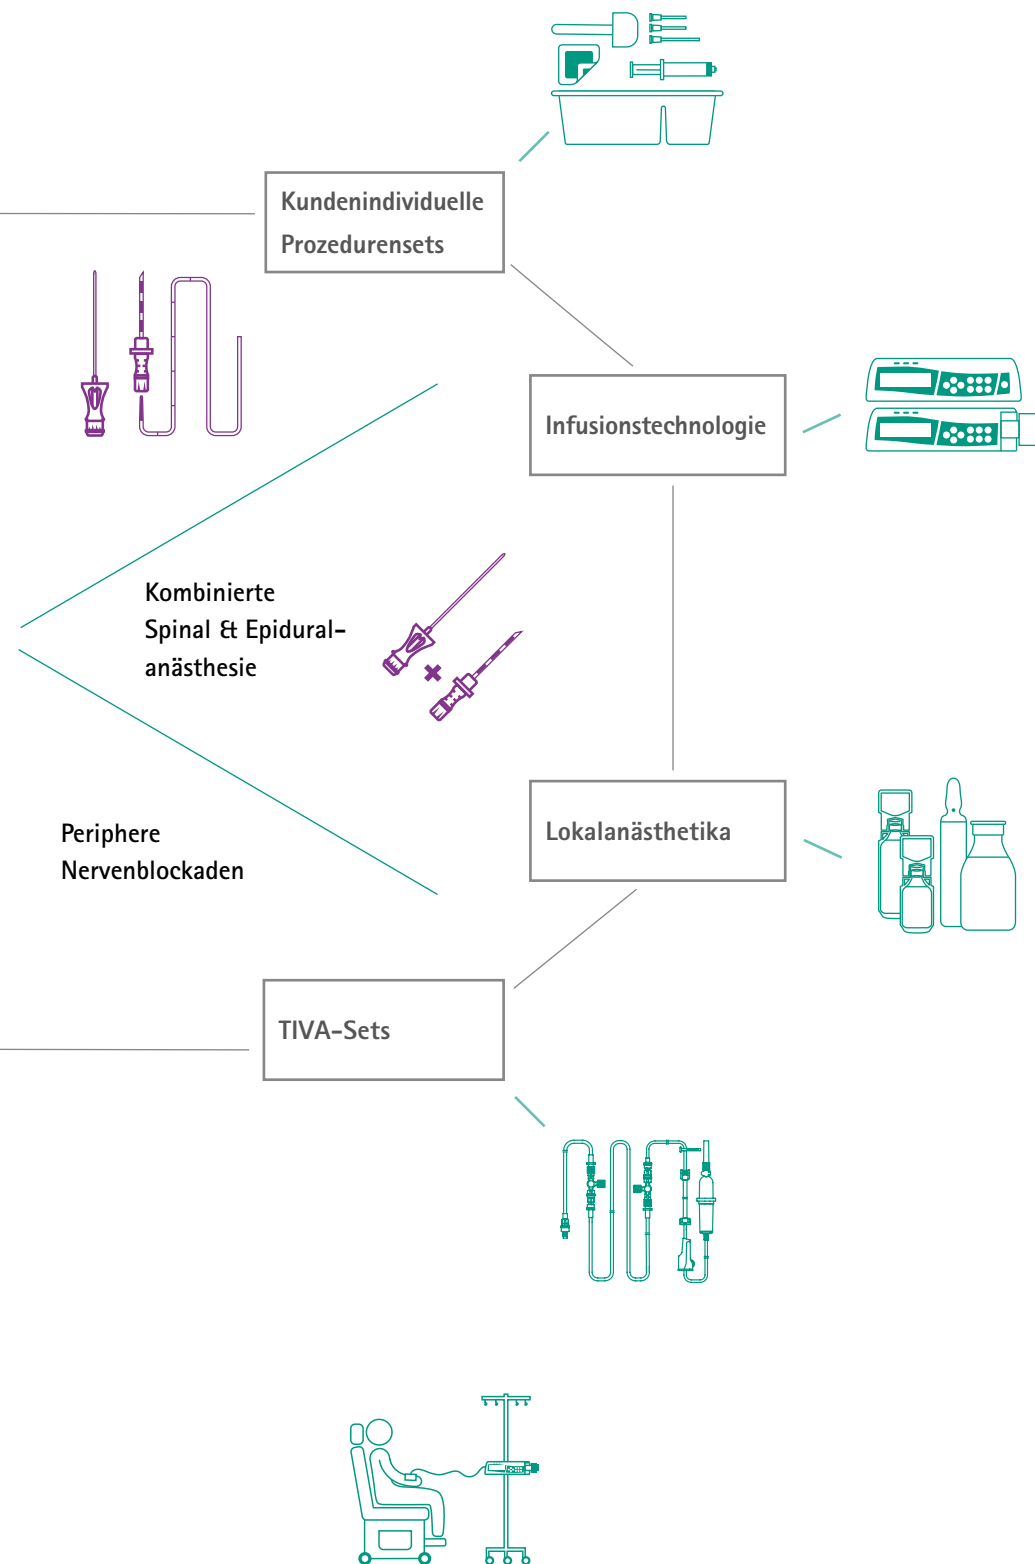 Kundenindividuelle
Prozedurensets
Infusionstechnologie
Kombinierte
Spinal & Epidural-
anästhesie
Lokalanästhetika
Periphere
Nervenblockaden
TIVA-Sets